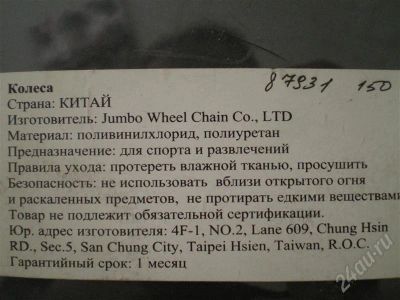 87931 150
Колеса
Страна: КИТАЙ
Изготовитель: Jumbo Wheel Chain Co., LTD
Материал: поливинилхлорид, полиуретан
Предназначение: для спорта и развлечений
Правила ухода: протереть влажной тканью, просушить
Безопасность: не использовать вблизи открытого огня
и раскаленных предметов, не протирать едкими веществами
Товар не подлежит обязательной сертификации.
Юр. адрес изготовителя: 4F-1, NO.2, Lane 609, Chung Hsin
RD., Sec.5, San Chung City, Taipei Hsien, Taiwan, R.O.C.
Гарантийный срок: 1 месяц
24au.ru